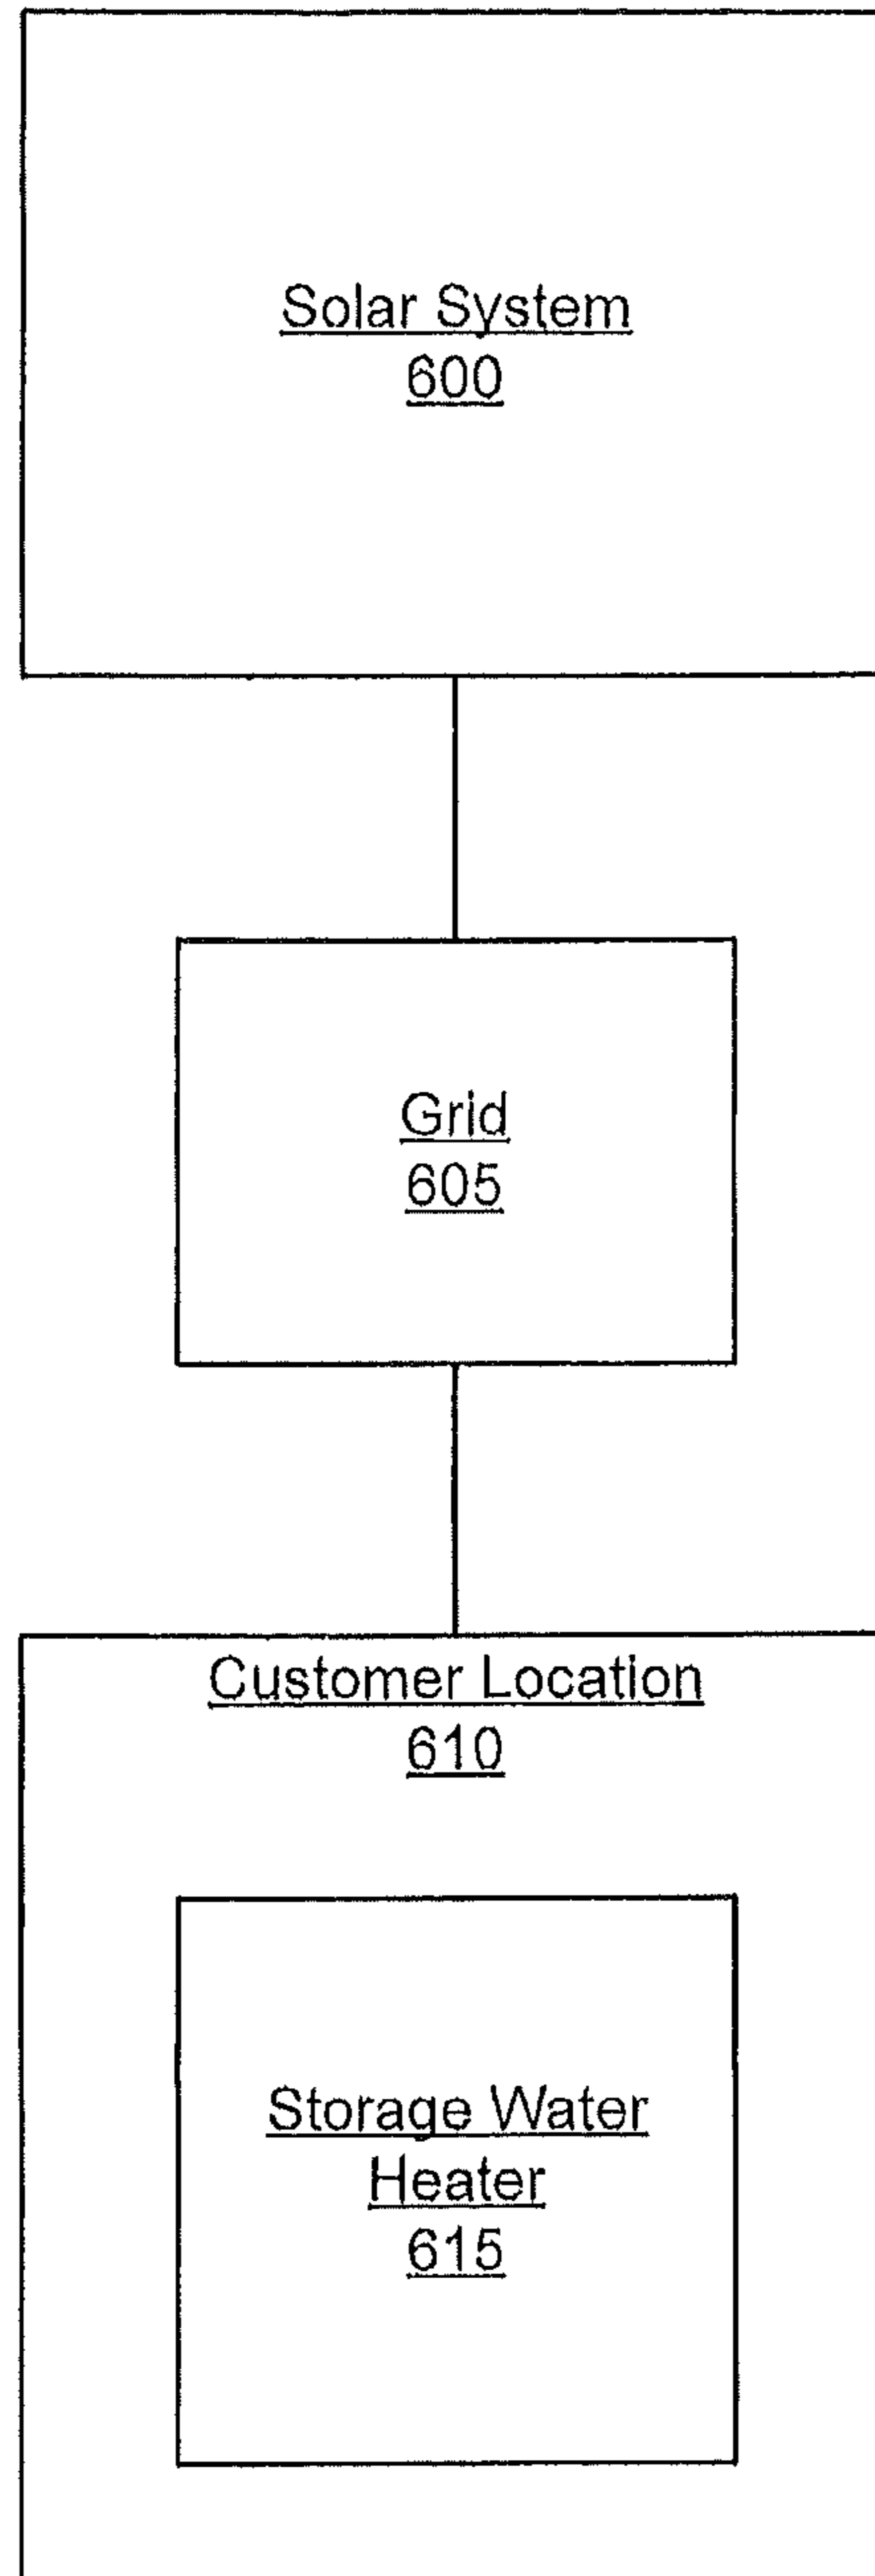 Solar System
600
Grid
605
Customer Location
610
Storage Water
Heater
615